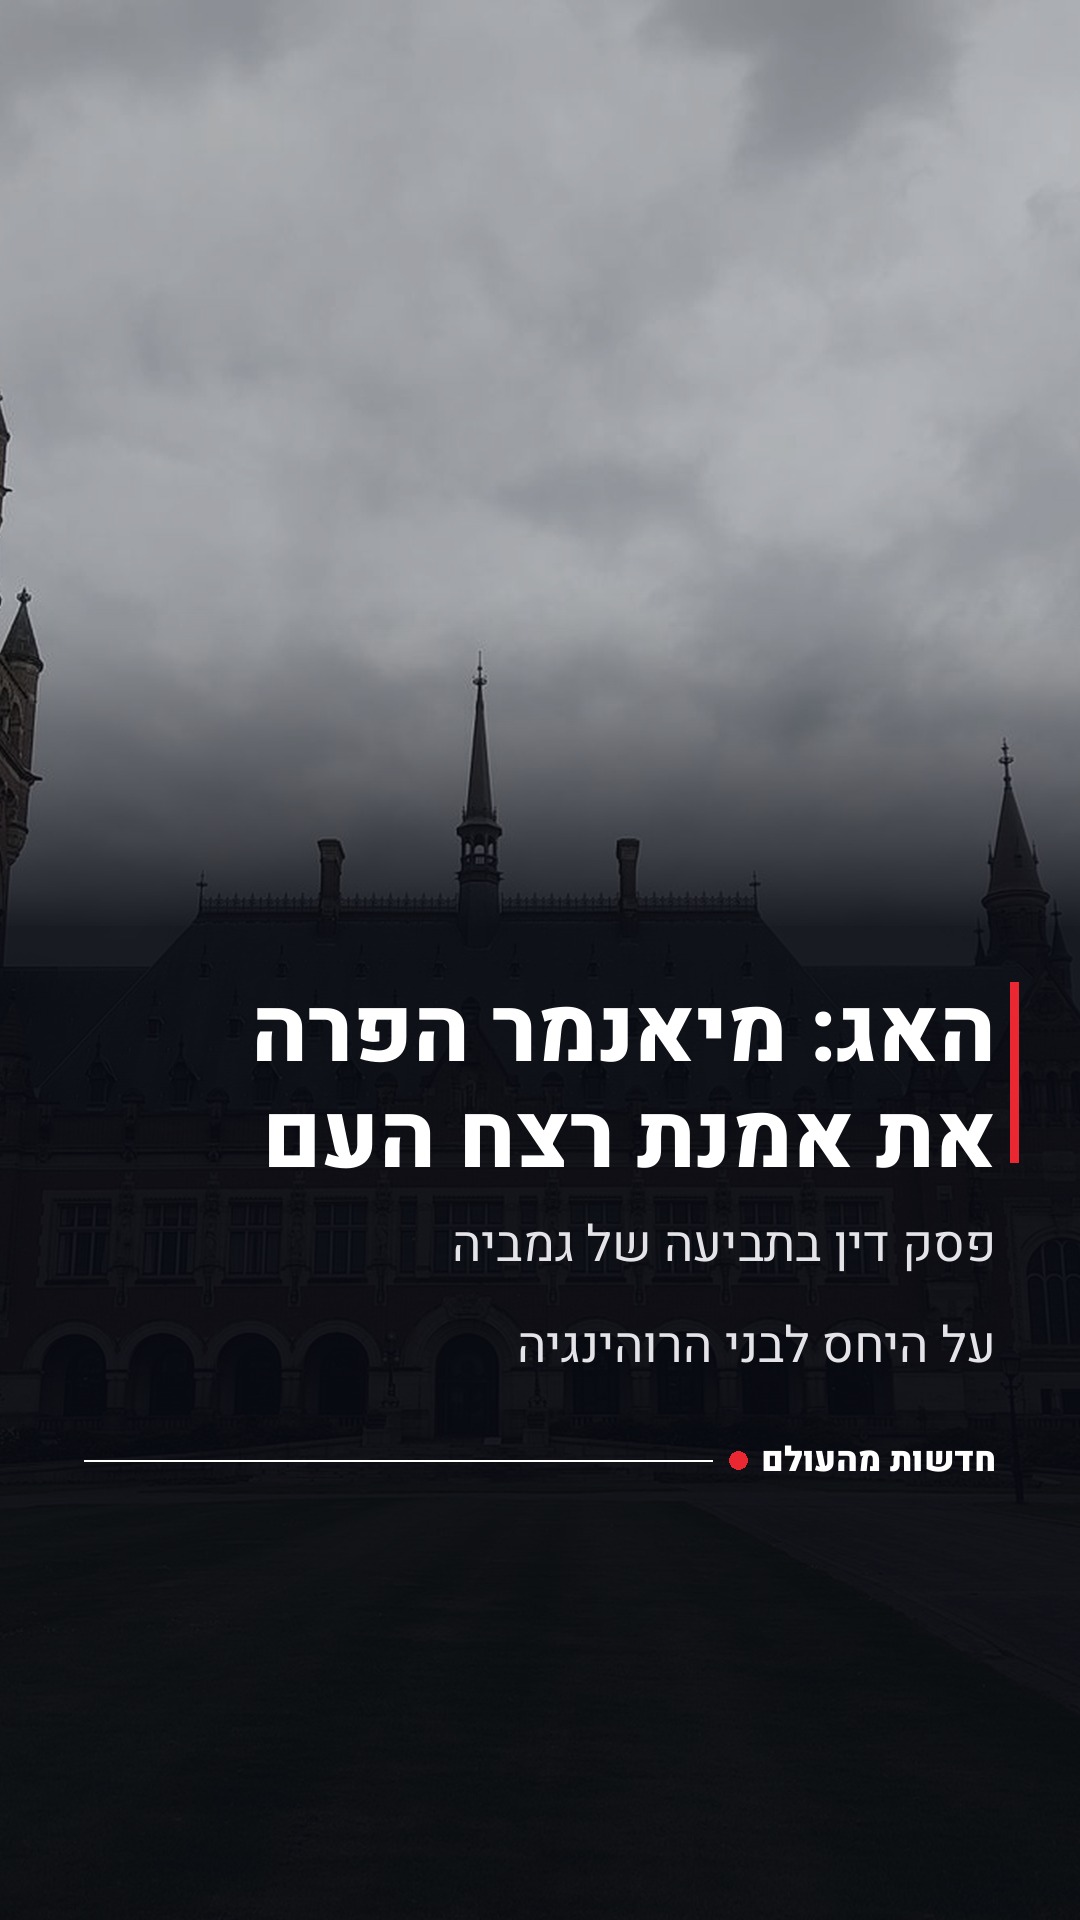 האג: מיאנמר הפרה
את אמנת רצח העם
פסק דין בתביעה של גמביה
על היחס לבני הרוהינגיה
חדשות מהעולם